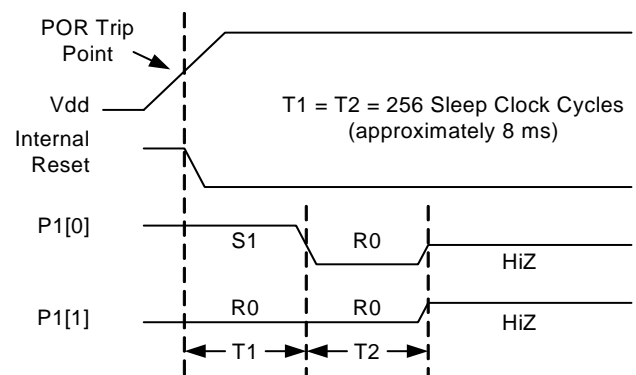 POR Trip
Point
Vdd
T1 = T2 = 256 Sleep Clock Cycles
(approximately 8 ms)
Internal
Reset
P1[0]
S1
R0
HiZ
P1[1]
R0
R0
HiZ
T1
T2